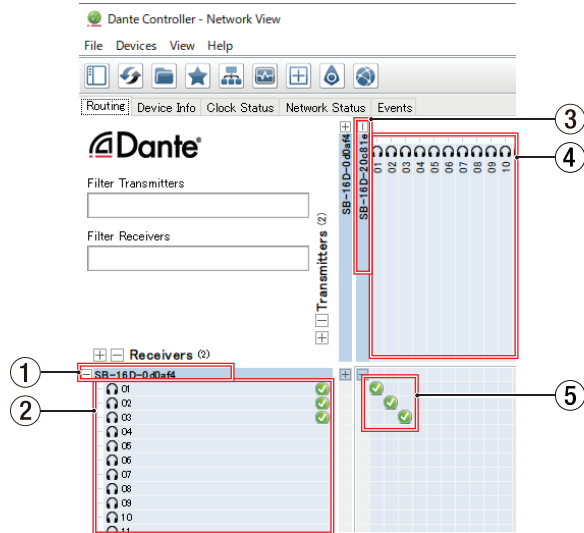 Dante Controller - Network View
File Devices View Help
Routing Device Info Clock Status Network Status Events
Dante®
Filter Transmitters
Filter Receivers
Transmitters (2)
SB-16D-0d0af4
SB-16D-20c81e
01 02 03 04 05 06 07 08 09 10
Receivers (2)
SB-16D-0d0af4
01
02
03
04
05
06
07
08
09
10
11
1
2
3
4
5